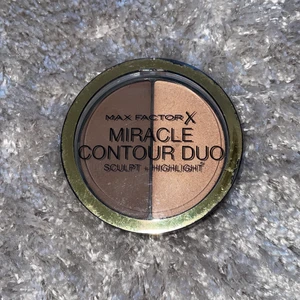 MAX FACTOR X
MIRACLE
CONTOUR DUO
SCULPT + HIGHLIGHT